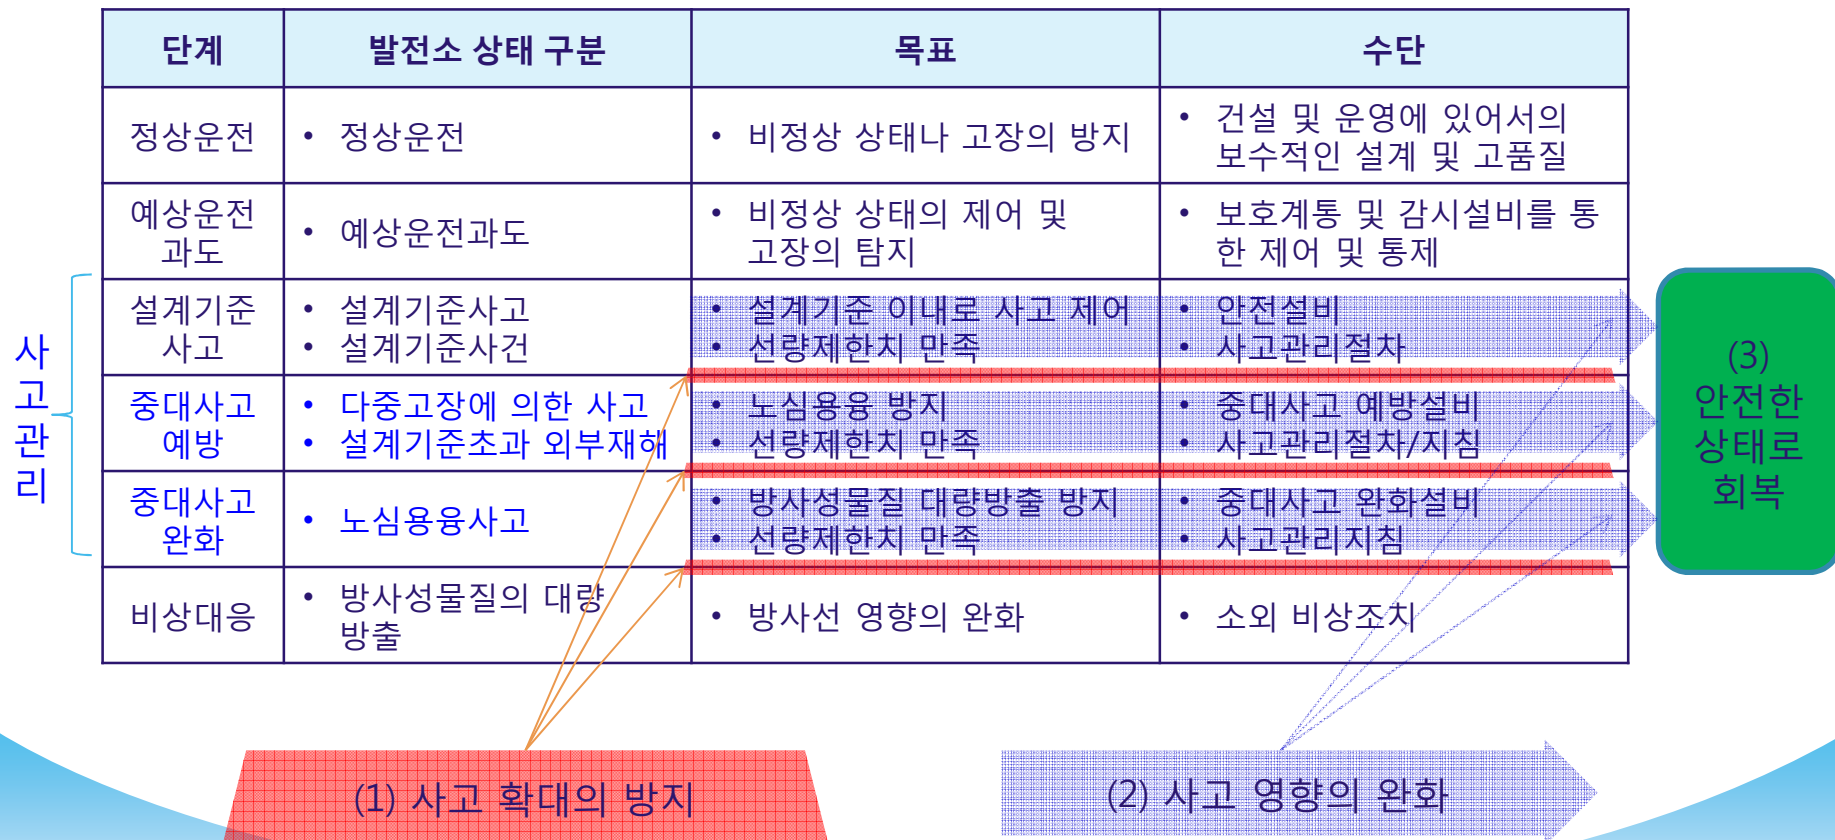 단계
발전소 상태 구분
목표
수단
정상운전
• 정상운전
• 비정상 상태나 고장의 방지
• 건설 및 운영에 있어서의
보수적인 설계 및 고품질
예상운전
과도
• 예상운전과도
• 비정상 상태의 제어 및
고장의 탐지
• 보호계통 및 감시설비를 통
한 제어 및 통제
사
고
관
리
설계기준
사고
• 설계기준사고
• 설계기준사건
• 설계기준 이내로 사고 제어
• 선량제한치 만족
• 안전설비
• 사고관리절차
중대사고
예방
• 다중고장에 의한 사고
• 설계기준초과 외부재해
• 노심용융 방지
• 선량제한치 만족
• 중대사고 예방설비
• 사고관리절차/지침
중대사고
완화
• 노심용융사고
• 방사성물질 대량방출 방지
• 선량제한치 만족
• 중대사고 완화설비
• 사고관리지침
비상대응
• 방사성물질의 대량
방출
• 방사선 영향의 완화
• 소외 비상조치
(3)
안전한
상태로
회복
(1) 사고 확대의 방지
(2) 사고 영향의 완화